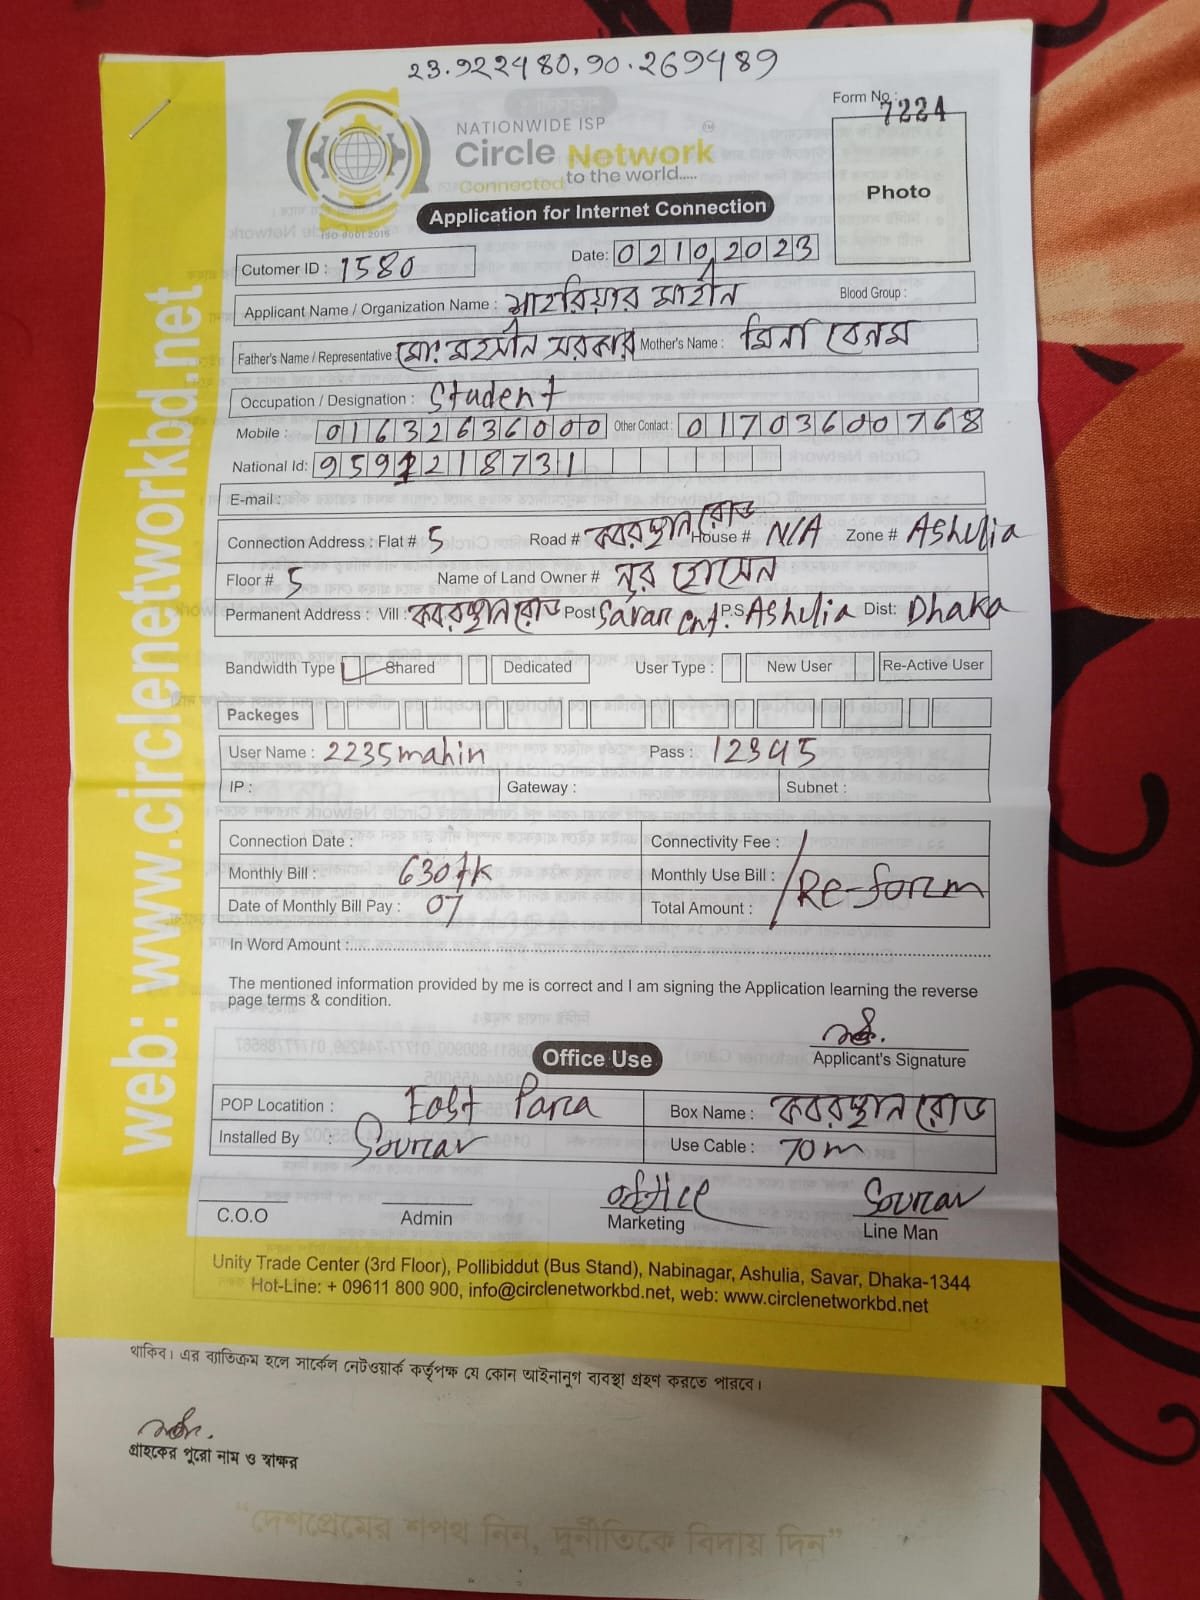 23.922480, 90.269489
Form No : 7224
NATIONWIDE ISP
Circle Network
Connected to the world.....
ISO 9001 2015
Photo
Application for Internet Connection
Cutomer ID : 1580 Date: 02102023
Applicant Name / Organization Name : শাহরিয়ার মাহীন Blood Group :
Father's Name / Representative : মো: মহসীন সরকার Mother's Name : মিনা বেগম
Occupation / Designation : Student
Mobile : 01632636000 Other Contact : 01703600768
National Id: 9591218731
E-mail :
Connection Address : Flat # 5 Road # কবরস্থান রোড House # N/A Zone # Ashulia
Floor # 5 Name of Land Owner # নুর হোসেন
Permanent Address : Vill : কবরস্থান রোড Post Savar Cnt. P.S Ashulia Dist: Dhaka
Bandwidth Type Shared Dedicated User Type : New User Re-Active User
Packeges
User Name : 2235mahin Pass : 12345
IP : Gateway : Subnet :
Connection Date : Connectivity Fee :
Monthly Bill : 630tk Monthly Use Bill : Re-form
Date of Monthly Bill Pay : 07 Total Amount :
In Word Amount :
The mentioned information provided by me is correct and I am signing the Application learning the reverse
page terms & condition.
Applicant's Signature
Office Use
POP Locatition : East Para Box Name : কবরস্থান রোড
Installed By : Sourav Use Cable : 70m
Office Sourav
C.O.O Admin Marketing Line Man
Unity Trade Center (3rd Floor), Pollibiddut (Bus Stand), Nabinagar, Ashulia, Savar, Dhaka-1344
Hot-Line: + 09611 800 900, info@circlenetworkbd.net, web: www.circlenetworkbd.net
web: www.circlenetworkbd.net
থাকিব। এর ব্যতিক্রম হলে সার্কেল নেটওয়ার্ক কর্তৃপক্ষ যে কোন আইনানুগ ব্যবস্থা গ্রহণ করতে পারবে।
গ্রাহকের পুরো নাম ও স্বাক্ষর
"দেশপ্রেমের শপথ নিন, দুর্নীতিকে বিদায় দিন"